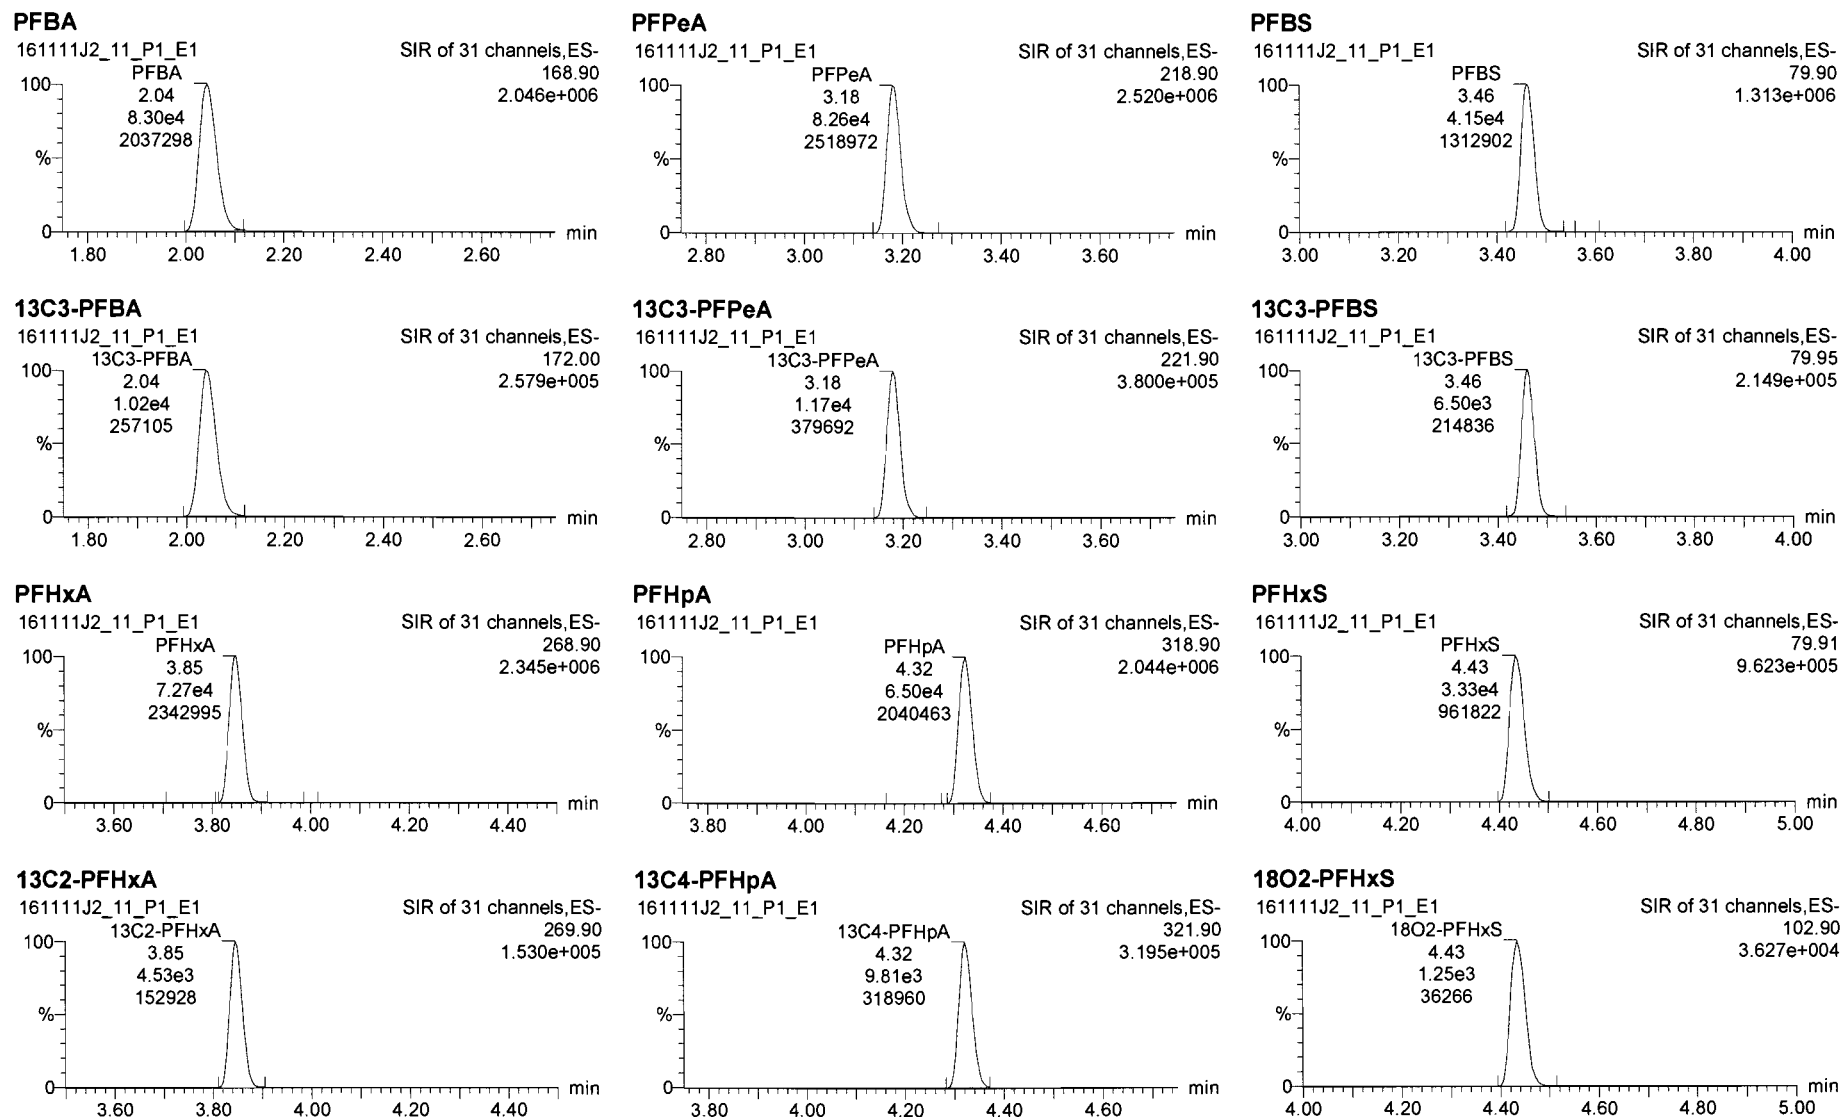 PFBA
161111J2_11_P1_E1 SIR of 31 channels,ES-
168.90
2.046e+006
PFBA
2.04
8.30e4
2037298
100
%
0
min
1.80 2.00 2.20 2.40 2.60
PFPeA
161111J2_11_P1_E1 SIR of 31 channels,ES-
218.90
2.520e+006
PFPeA
3.18
8.26e4
2518972
100
%
0
min
2.80 3.00 3.20 3.40 3.60
PFBS
161111J2_11_P1_E1 SIR of 31 channels,ES-
79.90
1.313e+006
PFBS
3.46
4.15e4
1312902
100
%
0
min
3.00 3.20 3.40 3.60 3.80 4.00
13C3-PFBA
161111J2_11_P1_E1 SIR of 31 channels,ES-
172.00
2.579e+005
13C3-PFBA
2.04
1.02e4
257105
100
%
0
min
1.80 2.00 2.20 2.40 2.60
13C3-PFPeA
161111J2_11_P1_E1 SIR of 31 channels,ES-
221.90
3.800e+005
13C3-PFPeA
3.18
1.17e4
379692
100
%
0
min
2.80 3.00 3.20 3.40 3.60
13C3-PFBS
161111J2_11_P1_E1 SIR of 31 channels,ES-
79.95
2.149e+005
13C3-PFBS
3.46
6.50e3
214836
100
%
0
min
3.00 3.20 3.40 3.60 3.80 4.00
PFHxA
161111J2_11_P1_E1 SIR of 31 channels,ES-
268.90
2.345e+006
PFHxA
3.85
7.27e4
2342995
100
%
0
min
3.60 3.80 4.00 4.20 4.40
PFHpA
161111J2_11_P1_E1 SIR of 31 channels,ES-
318.90
2.044e+006
PFHpA
4.32
6.50e4
2040463
100
%
0
min
3.80 4.00 4.20 4.40 4.60
PFHxS
161111J2_11_P1_E1 SIR of 31 channels,ES-
79.91
9.623e+005
PFHxS
4.43
3.33e4
961822
100
%
0
min
4.00 4.20 4.40 4.60 4.80 5.00
13C2-PFHxA
161111J2_11_P1_E1 SIR of 31 channels,ES-
269.90
1.530e+005
13C2-PFHxA
3.85
4.53e3
152928
100
%
0
min
3.60 3.80 4.00 4.20 4.40
13C4-PFHpA
161111J2_11_P1_E1 SIR of 31 channels,ES-
321.90
3.195e+005
13C4-PFHpA
4.32
9.81e3
318960
100
%
0
min
3.80 4.00 4.20 4.40 4.60
18O2-PFHxS
161111J2_11_P1_E1 SIR of 31 channels,ES-
102.90
3.627e+004
18O2-PFHxS
4.43
1.25e3
36266
100
%
0
min
4.00 4.20 4.40 4.60 4.80 5.00